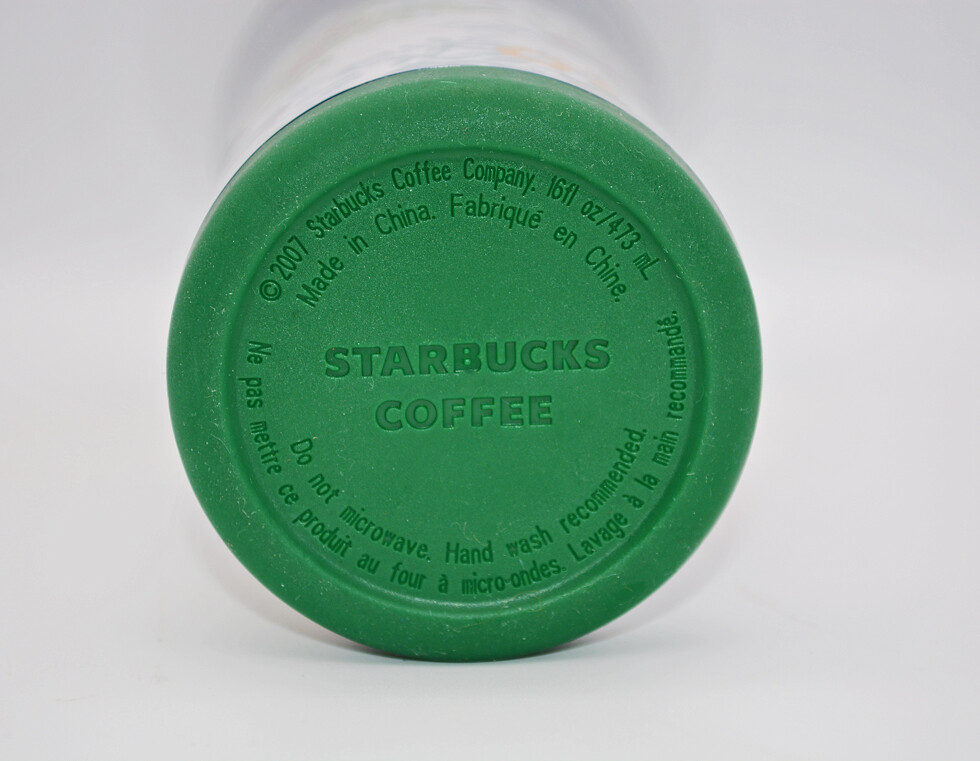 © 2007 Starbucks Coffee Company. 16fl oz/473 mL
Made in China. Fabriqué en Chine.
STARBUCKS
COFFEE
Do not microwave. Hand wash recommended.
Ne pas mettre ce produit au four à micro-ondes. Lavage à la main recommandé.